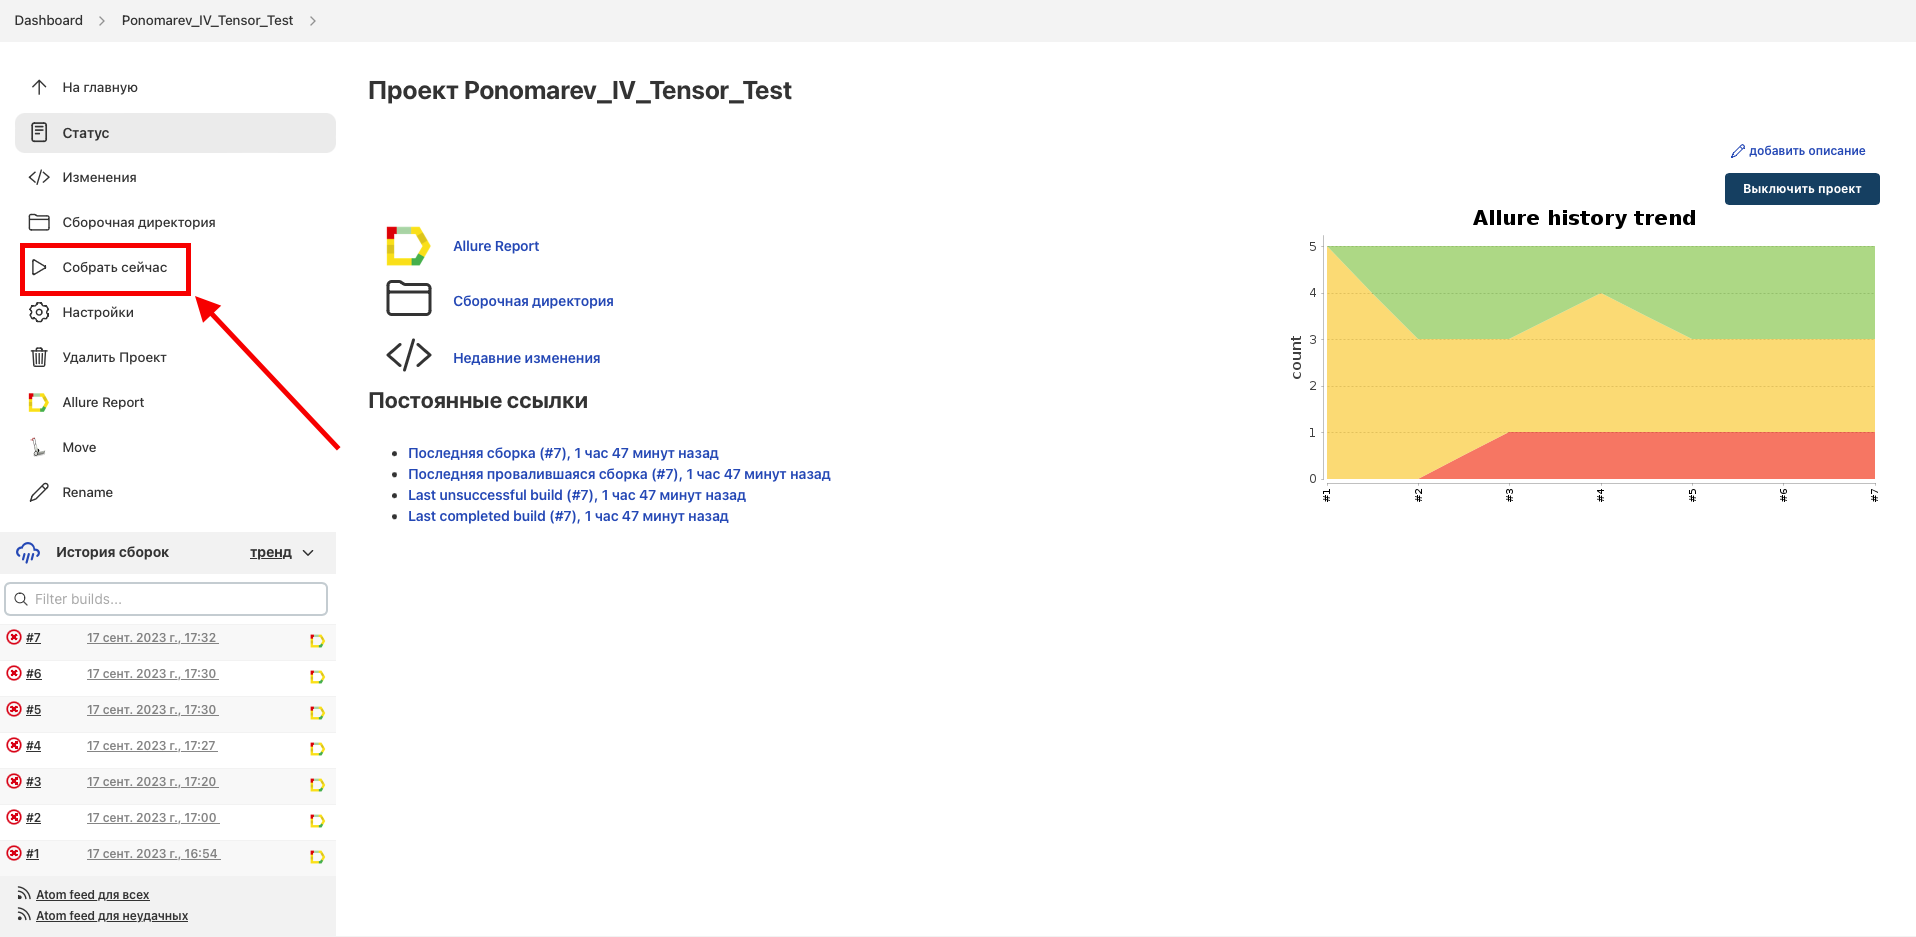 Dashboard
Ponomarev_IV_Tensor_Test
На главную
Статус
Изменения
Сборочная директория
Собрать сейчас
Настройки
Удалить Проект
Allure Report
Move
Rename
История сборок
тренд
Filter builds...
#7 17 сент. 2023 г., 17:32
#6 17 сент. 2023 г., 17:30
#5 17 сент. 2023 г., 17:30
#4 17 сент. 2023 г., 17:27
#3 17 сент. 2023 г., 17:20
#2 17 сент. 2023 г., 17:00
#1 17 сент. 2023 г., 16:54
Atom feed для всех
Atom feed для неудачных
Проект Ponomarev_IV_Tensor_Test
добавить описание
Выключить проект
Allure Report
Сборочная директория
Недавние изменения
Постоянные ссылки
Последняя сборка (#7), 1 час 47 минут назад
Последняя провалившаяся сборка (#7), 1 час 47 минут назад
Last unsuccessful build (#7), 1 час 47 минут назад
Last completed build (#7), 1 час 47 минут назад
Allure history trend
count
5
4
3
2
1
0
#1 #2 #3 #4 #5 #6 #7